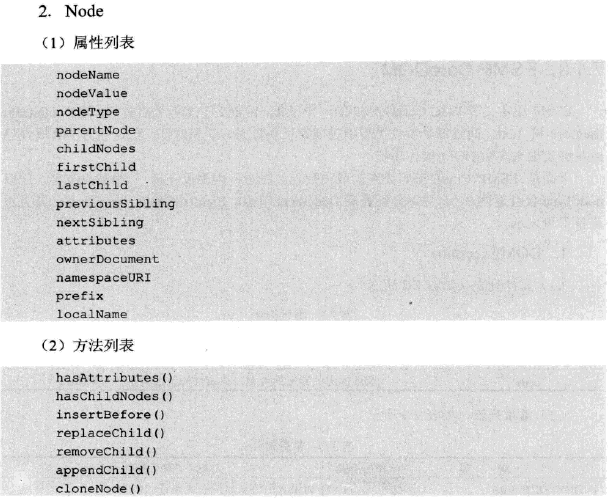 2. Node
（1）属性列表
nodeName
nodeValue
nodeType
parentNode
childNodes
firstChild
lastChild
previousSibling
nextSibling
attributes
ownerDocument
namespaceURI
prefix
localName
（2）方法列表
hasAttributes()
hasChildNodes()
insertBefore()
replaceChild()
removeChild()
appendChild()
cloneNode()